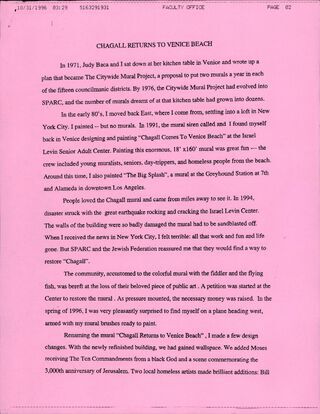 10/31/1996 03:29 5163291931 FACULTY OFFICE PAGE 02
CHAGALL RETURNS TO VENICE BEACH
In 1971, Judy Baca and I sat down at her kitchen table in Venice and wrote up a
plan that became The Citywide Mural Project, a proposal to put two murals a year in each
of the fifteen councilmanic districts. By 1976, the Citywide Mural Project had evolved into
SPARC, and the number of murals dreamt of at that kitchen table had grown into dozens.
In the early 80's, I moved back East, where I come from, settling into a loft in New
York City. I painted -- but no murals. In 1991, the mural siren called and I found myself
back in Venice designing and painting "Chagall Comes To Venice Beach" at the Israel
Levin Senior Adult Center. Painting this enormous, 18' x160' mural was great fun -- the
crew included young muralists, seniors, day-trippers, and homeless people from the beach.
Around this time, I also painted "The Big Splash", a mural at the Greyhound Station at 7th
and Alameda in downtown Los Angeles.
People loved the Chagall mural and came from miles away to see it. In 1994,
disaster struck with the great earthquake rocking and cracking the Israel Levin Center.
The walls of the building were so badly damaged the mural had to be sandblasted off.
When I received the news in New York City, I felt terrible: all that work and fun and life
gone. But SPARC and the Jewish Federation reassured me that they would find a way to
restore "Chagall".
The community, accustomed to the colorful mural with the fiddler and the flying
fish, was bereft at the loss of their beloved piece of public art . A petition was started at the
Center to restore the mural . As pressure mounted, the necessary money was raised. In the
spring of 1996, I was very pleasantly surprised to find myself on a plane heading west,
armed with my mural brushes ready to paint.
Renaming the mural "Chagall Returns to Venice Beach" , I made a few design
changes. With the newly refinished building, we had gained wallspace. We added Moses
receiving The Ten Commandments from a black God and a scene commemorating the
3,000th anniversary of Jerusalem. Two local homeless artists made brilliant additions: Bill